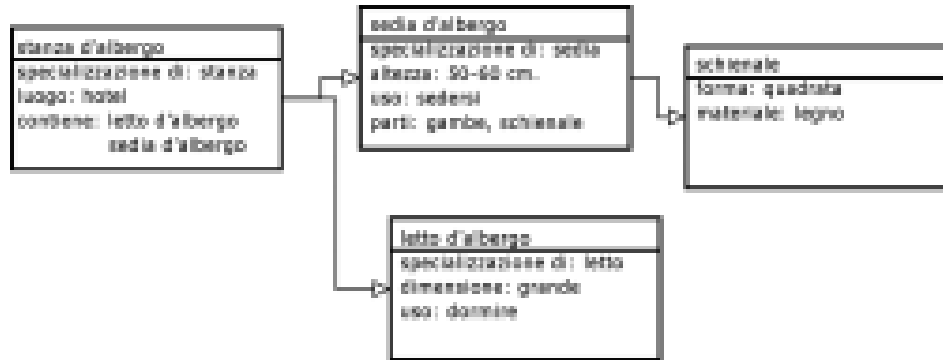 stanza d'albergo
specializzazione di: stanza
luogo: hotel
contiene: letto d'albergo
sedia d'albergo
sedia d'albergo
specializzazione di: sedia
altezza: 50-60 cm.
uso: sedersi
parti: gambe, schienale
schienale
forma: quadrata
materiale: legno
letto d'albergo
specializzazione di: letto
dimensione: grande
uso: dormire